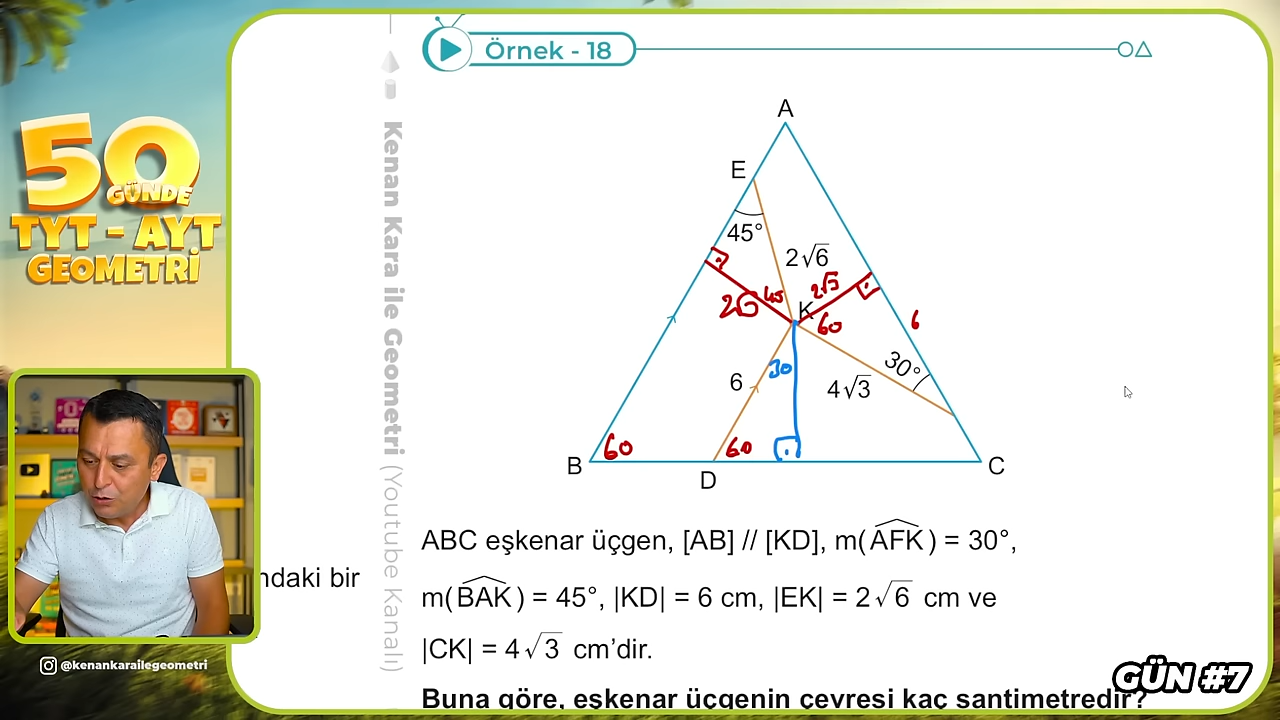 50
GÜNDE
TYT - AYT
GEOMETRİ
Örnek - 18
Kenan Kara ile Geometri (Youtube Kanalı)
A
E
45°
2√6
45
2√3
K
60
6
30°
30
6
4√3
60
60
B
D
C
ABC eşkenar üçgen, [AB] // [KD], m(AFK) = 30°,
ndaki bir
m(BAK) = 45°, |KD| = 6 cm, |EK| = 2√6 cm ve
|CK| = 4√3 cm'dir.
@kenankarailegeometri
Buna göre, eşkenar üçgenin çevresi kaç santimetredir?
GÜN #7